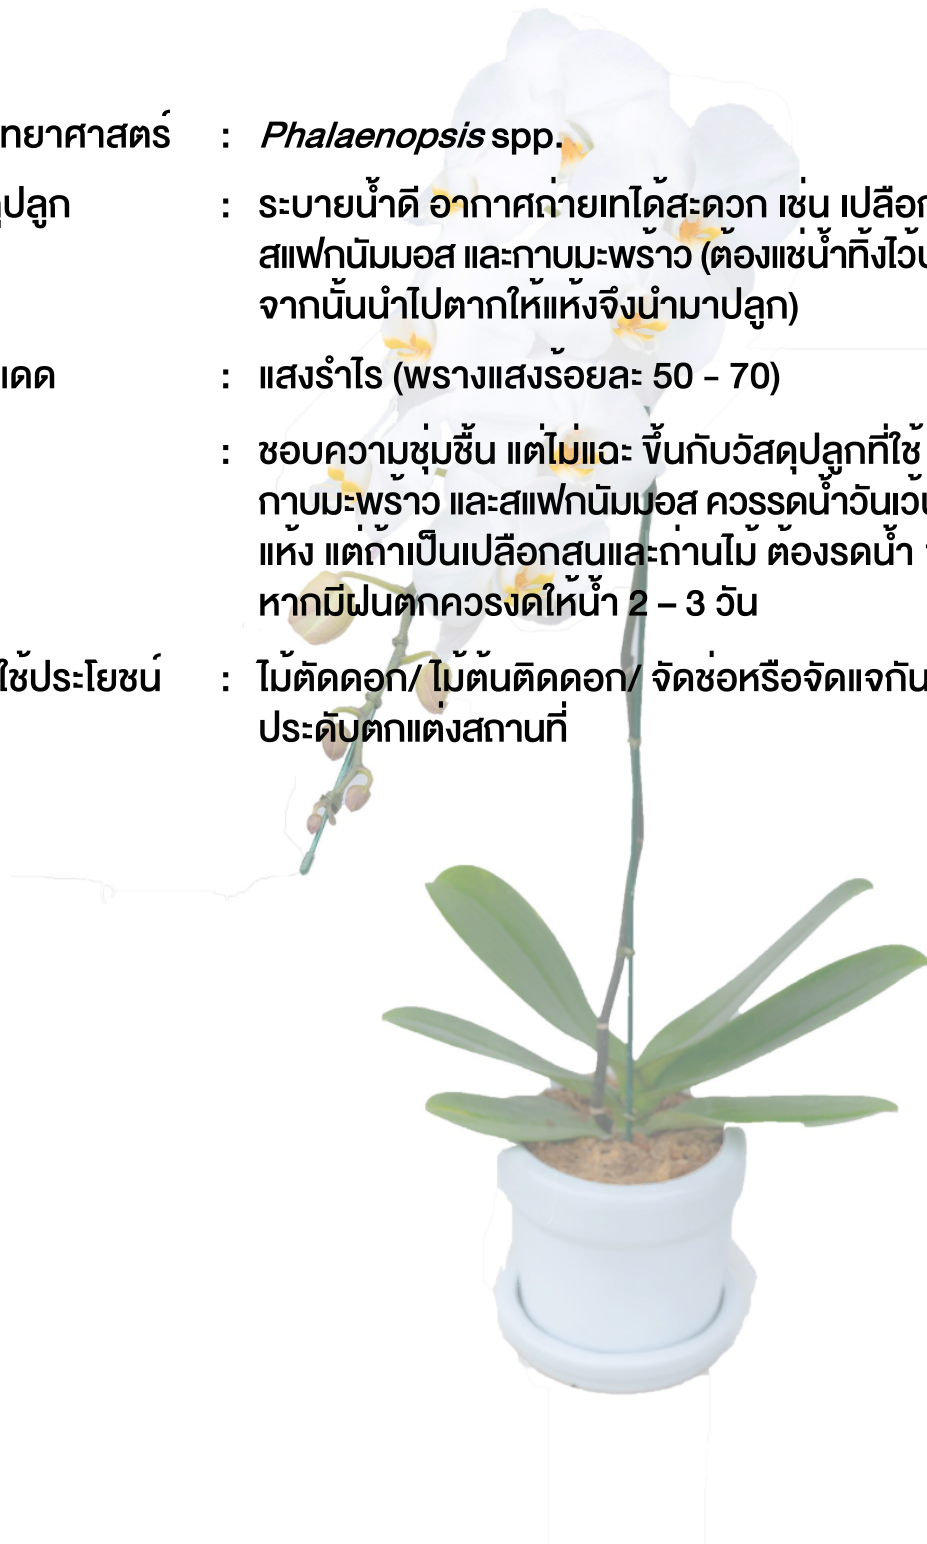 ทยาศาสตร์ : Phalaenopsis spp.
ปลูก : ระบายน้ำดี อากาศถ่ายเทได้สะดวก เช่น เปลือก
สแฟกนัมมอส และกาบมะพร้าว (ต้องแช่น้ำทิ้งไว้
จากนั้นนำไปตากให้แห้งจึงนำมาปลูก)
เดด : แสงรำไร (พรางแสงร้อยละ 50 - 70)
: ชอบความชุ่มชื้น แต่ไม่แฉะ ขึ้นกับวัสดุปลูกที่ใช้
กาบมะพร้าว และสแฟกนัมมอส ควรรดน้ำวันเว้น
แห้ง แต่ถ้าเป็นเปลือกสนและถ่านไม้ ต้องรดน้ำ
หากมีฝนตกควรงดให้น้ำ 2 – 3 วัน
ใช้ประโยชน์ : ไม้ตัดดอก/ ไม้ต้นติดดอก/ จัดช่อหรือจัดแจกัน
ประดับตกแต่งสถานที่